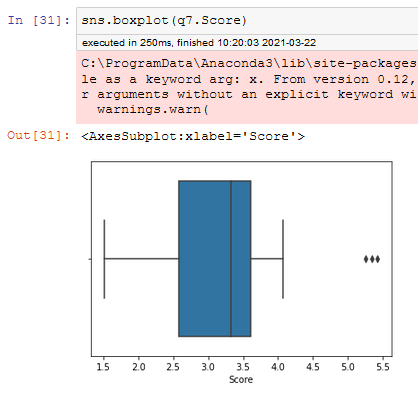 In [31]: sns.boxplot(q7.Score)
executed in 250ms, finished 10:20:03 2021-03-22
C:\ProgramData\Anaconda3\lib\site-packages
le as a keyword arg: x. From version 0.12,
r arguments without an explicit keyword wi
warnings.warn(
Out[31]: <AxesSubplot:xlabel='Score'>
1.5 2.0 2.5 3.0 3.5 4.0 4.5 5.0 5.5
Score